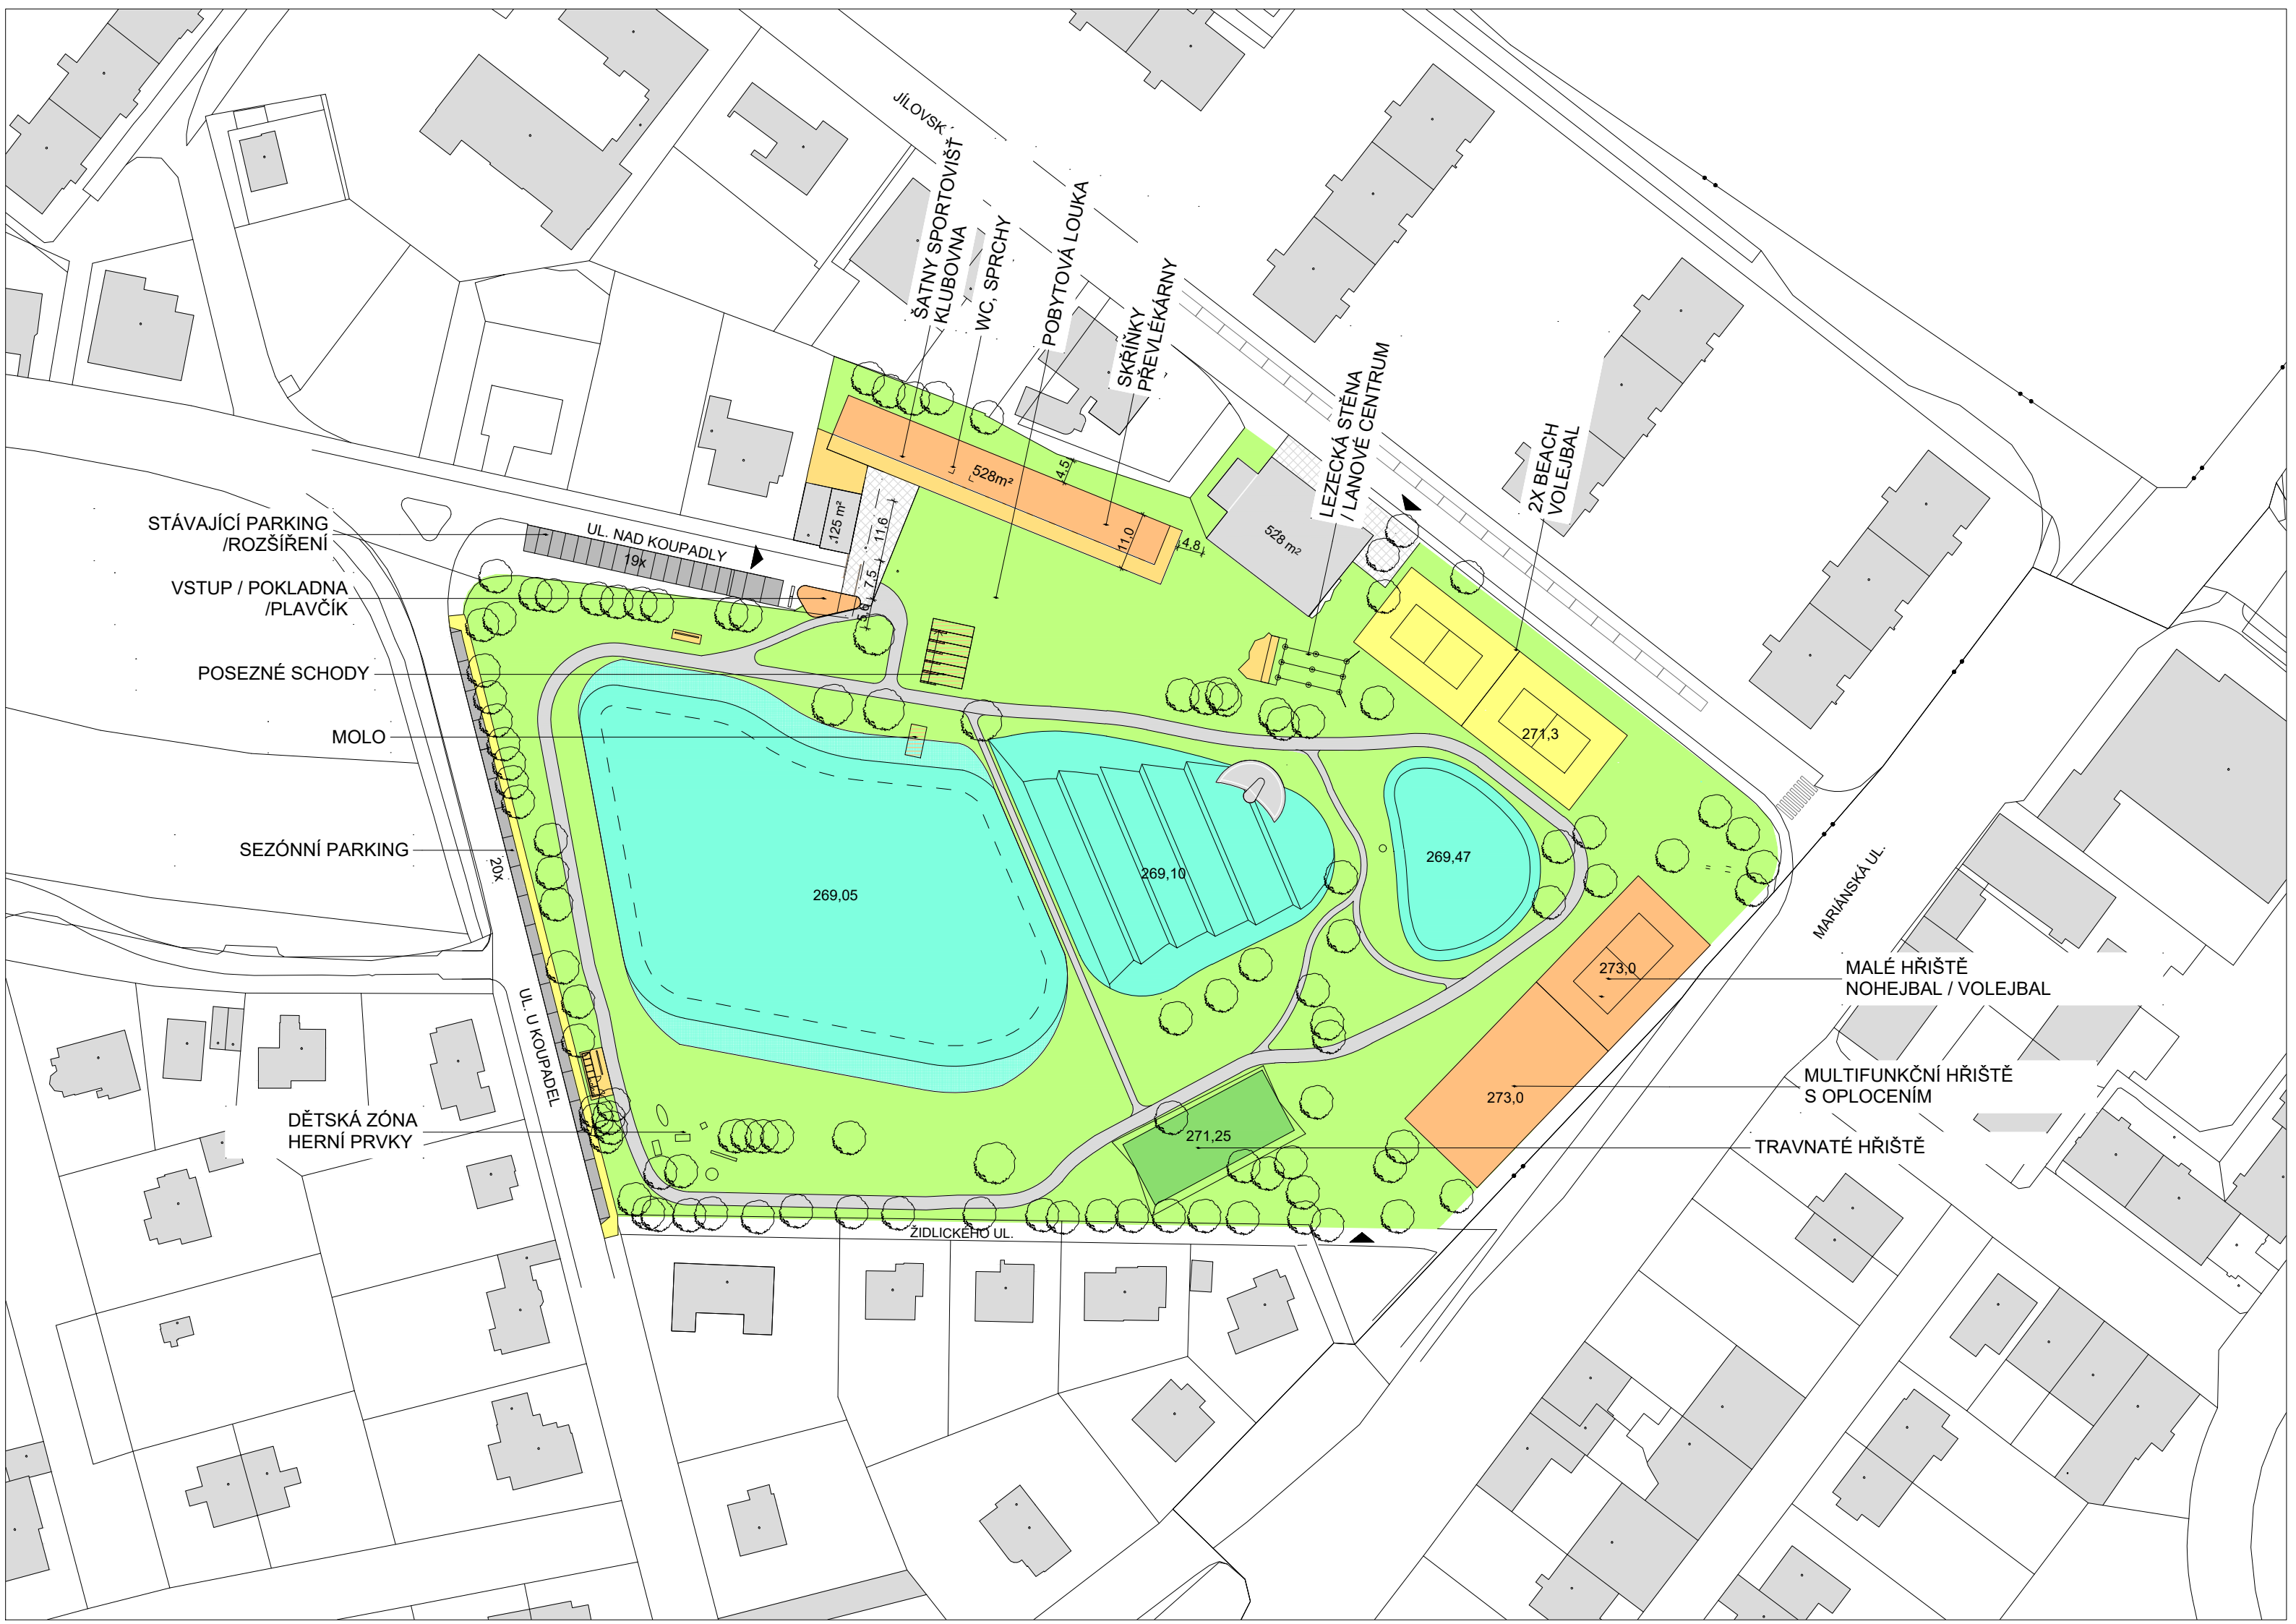 JÍLOVSK
ŠATNY SPORTOVIŠŤ
KLUBOVNA
WC, SPRCHY
POBYTOVÁ LOUKA
SKŘÍŇKY
PŘEVLÉKÁRNY
LEZECKÁ STĚNA
/ LANOVÉ CENTRUM
2X BEACH
VOLEJBAL
528m²
4,5
11,0
4,8
528 m²
125 m²
11,6
7,5
5,0
STÁVAJÍCÍ PARKING
/ROZŠÍŘENÍ
UL. NAD KOUPADLY
19x
VSTUP / POKLADNA
/PLAVČÍK
POSEZNÉ SCHODY
MOLO
271,3
SEZÓNNÍ PARKING
20x
269,05
269,10
269,47
MARIÁNSKÁ UL.
273,0
MALÉ HŘIŠTĚ
NOHEJBAL / VOLEJBAL
UL. U KOUPADEL
273,0
MULTIFUNKČNÍ HŘIŠTĚ
S OPLOCENÍM
DĚTSKÁ ZÓNA
HERNÍ PRVKY
271,25
TRAVNATÉ HŘIŠTĚ
ŽIDLICKÉHO UL.